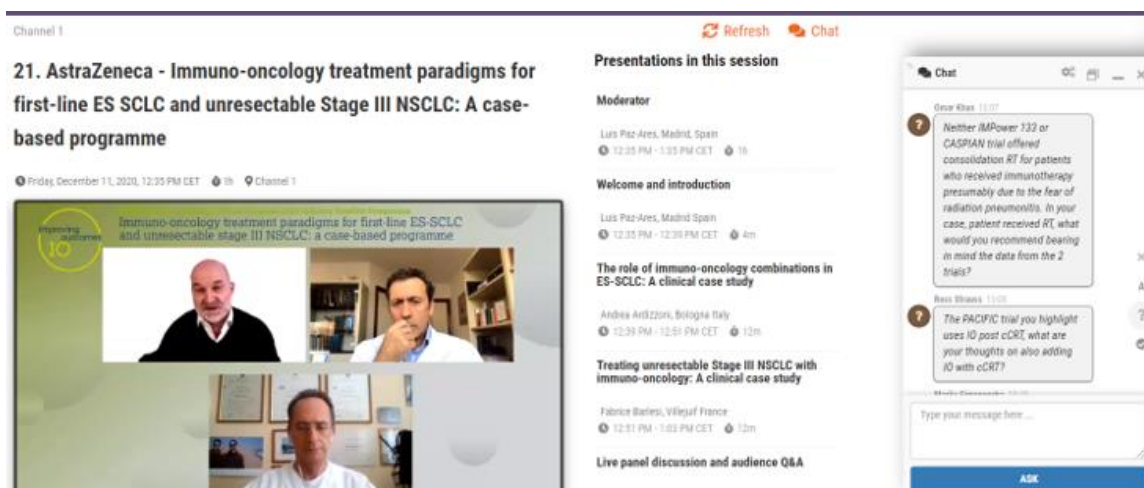 Channel 1
Refresh
Chat
21. AstraZeneca - Immuno-oncology treatment paradigms for
first-line ES SCLC and unresectable Stage III NSCLC: A case-
based programme
Friday, December 11, 2020, 12:35 PM CET
1h
Channel 1
Improving
outcomes
IO
Immuno-oncology treatment paradigms for first-line ES-SCLC
and unresectable stage III NSCLC: a case-based programme
Presentations in this session
Moderator
Luis Paz-Ares, Madrid, Spain
12:35 PM - 1:35 PM CET
1h
Welcome and introduction
Luis Paz-Ares, Madrid Spain
12:35 PM - 12:39 PM CET
4m
The role of immuno-oncology combinations in
ES-SCLC: A clinical case study
Andrea Ardizzoni, Bologna Italy
12:39 PM - 12:51 PM CET
12m
Treating unresectable Stage III NSCLC with
immuno-oncology: A clinical case study
Fabrice Barlesi, Villejuif France
12:51 PM - 1:03 PM CET
12m
Live panel discussion and audience Q&A
Chat
Omar Khan 13:07
Neither IMPower 133 or
CASPIAN trial offered
consolidation RT for patients
who received immunotherapy
presumably due to the fear of
radiation pneumonitis. In your
case, patient received RT, what
would you recommend bearing
in mind the data from the 2
trials?
The PACIFIC trial you highlight
uses IO post cCRT, what are
your thoughts on also adding
IO with cCRT?
Type your message here ...
ASK